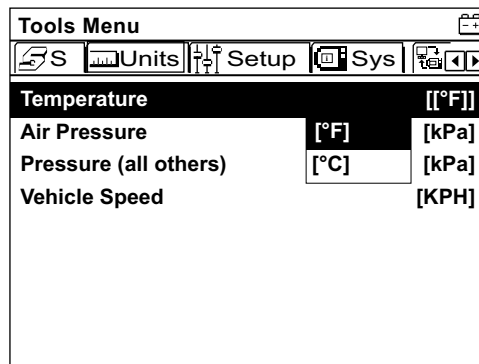 Tools Menu
S Units Setup Sys
Temperature [[°F]]
Air Pressure [°F] [kPa]
Pressure (all others) [°C] [kPa]
Vehicle Speed [KPH]